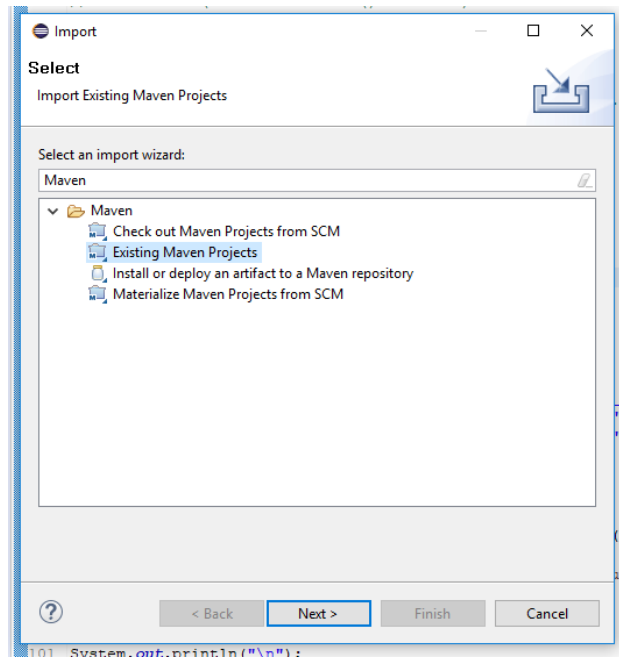 Import
Select
Import Existing Maven Projects
Select an import wizard:
Maven
Maven
Check out Maven Projects from SCM
Existing Maven Projects
Install or deploy an artifact to a Maven repository
Materialize Maven Projects from SCM
< Back
Next >
Finish
Cancel
101 System.out.println("\n");